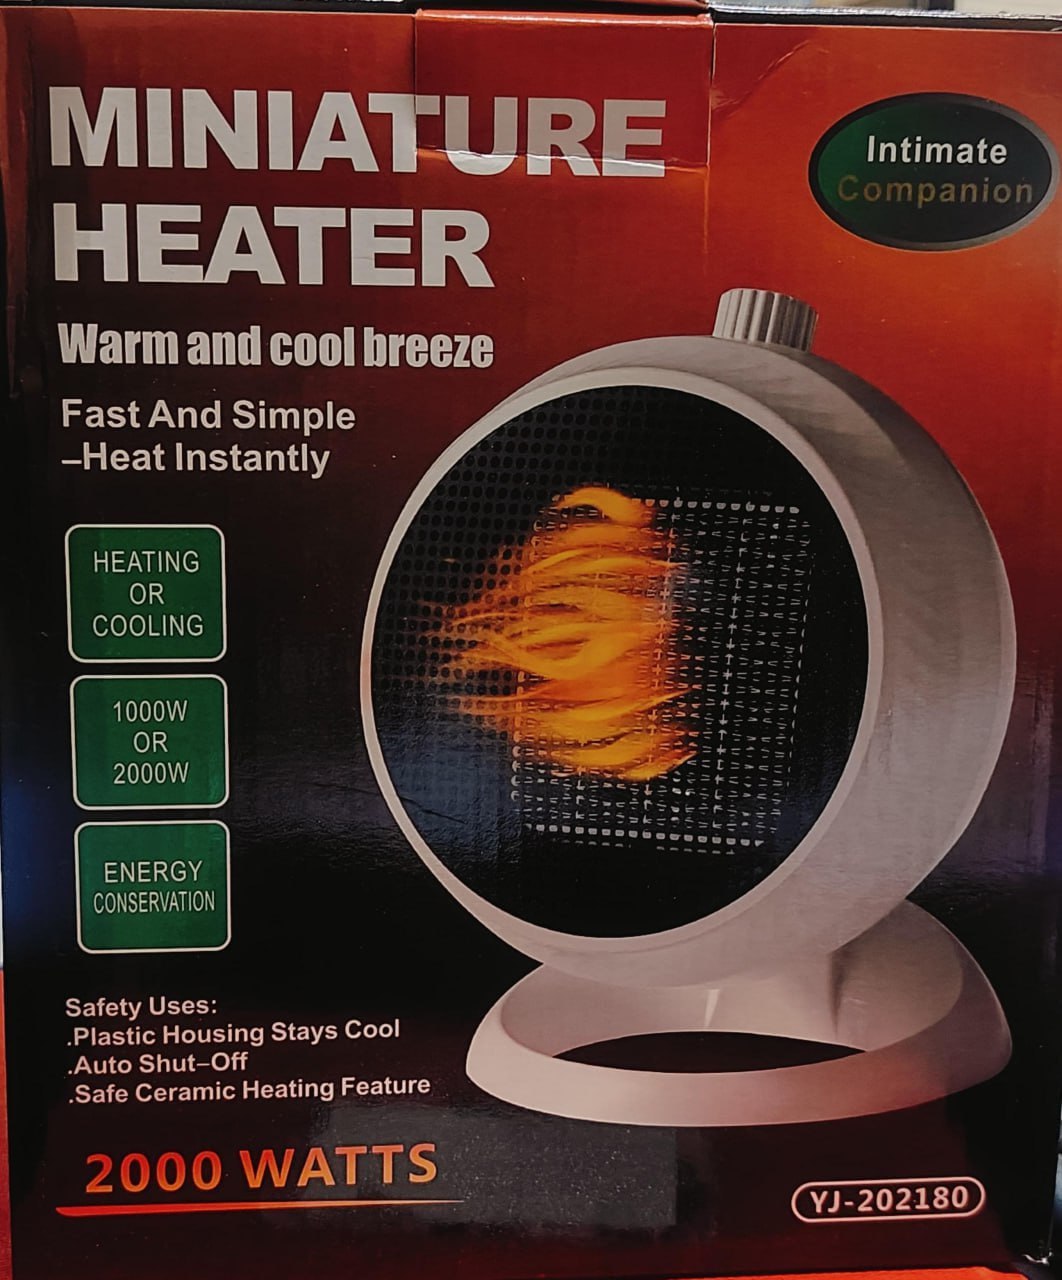 MINIATURE
HEATER
Intimate
Companion
Warm and cool breeze
Fast And Simple
–Heat Instantly
HEATING
OR
COOLING
1000W
OR
2000W
ENERGY
CONSERVATION
Safety Uses:
.Plastic Housing Stays Cool
.Auto Shut–Off
.Safe Ceramic Heating Feature
2000 WATTS
YJ-202180